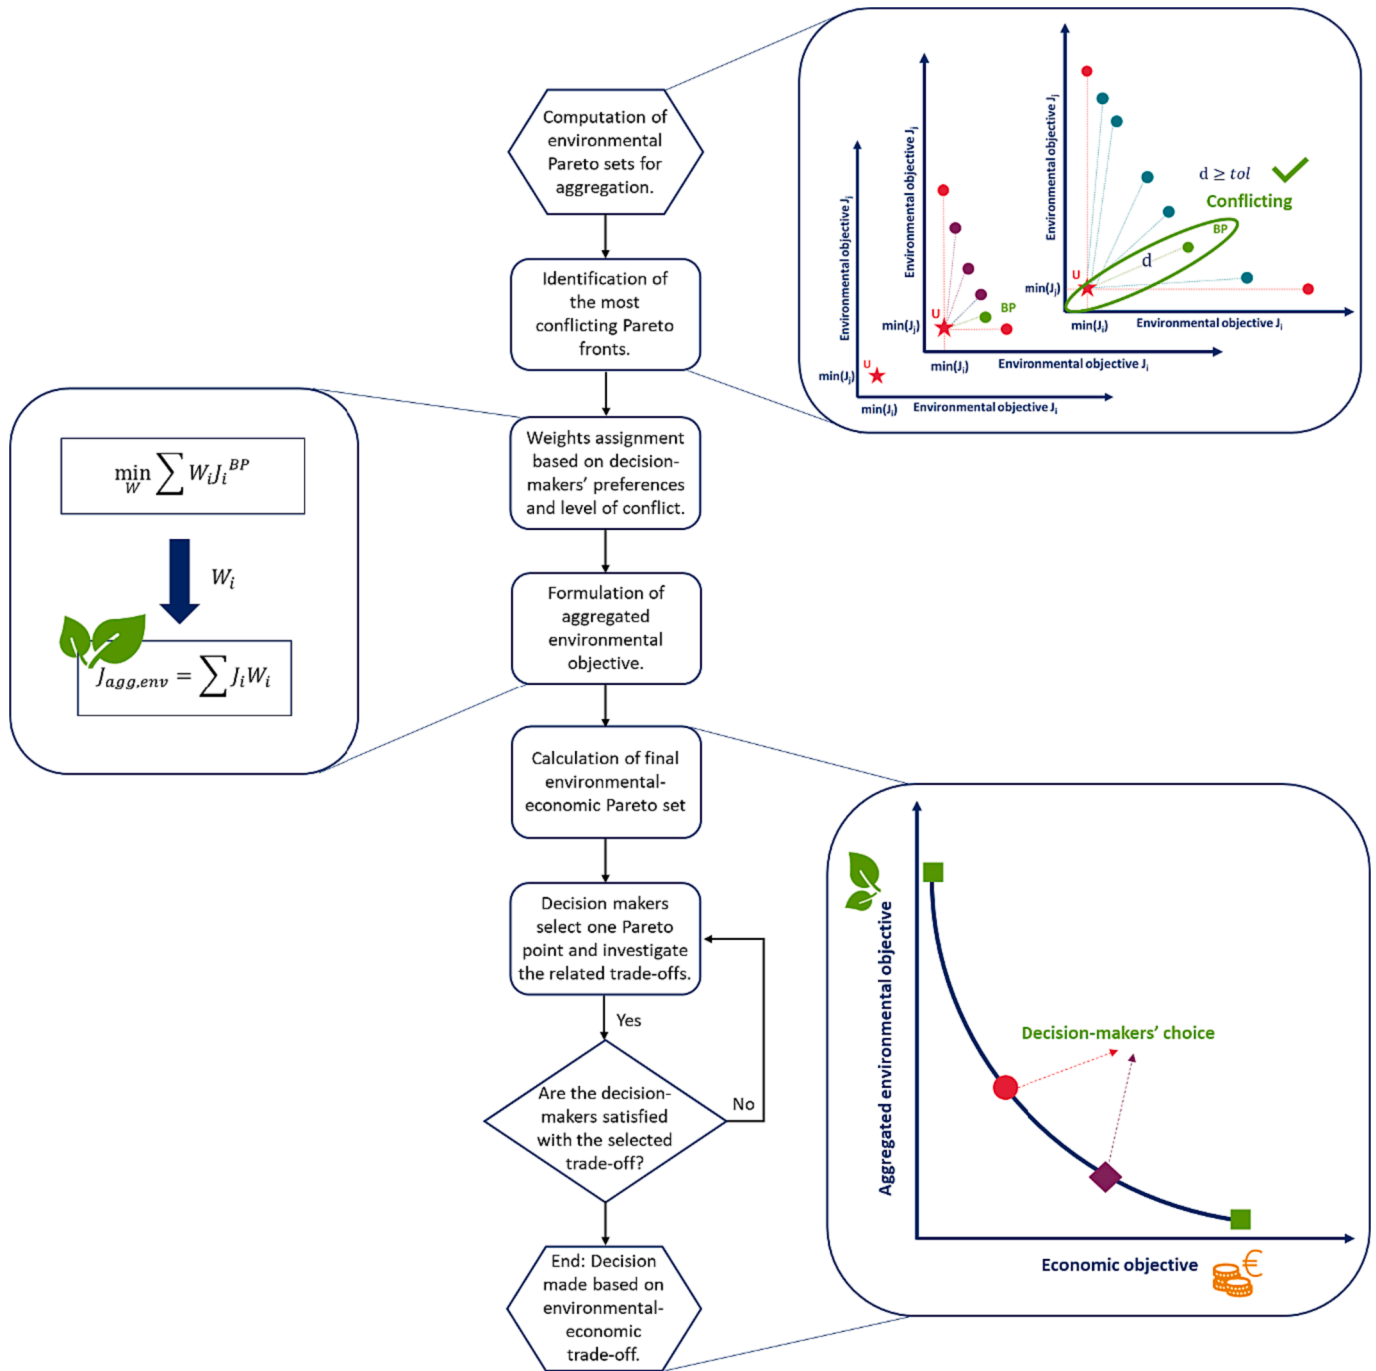 Computation of
environmental
Pareto sets for
aggregation.
Identification of
the most
conflicting Pareto
fronts.
Weights assignment
based on decision-
makers' preferences
and level of conflict.
Formulation of
aggregated
environmental
objective.
Calculation of final
environmental-
economic Pareto set
Decision makers
select one Pareto
point and investigate
the related trade-offs.
Yes
Are the decision-
makers satisfied
with the selected
trade-off?
No
End: Decision
made based on
environmental-
economic
trade-off.
Environmental objective Jj
U
min(Jj)
min(Ji)
Environmental objective Ji
Environmental objective Jj
U
BP
min(Jj)
min(Ji)
Environmental objective Ji
Environmental objective Jj
d ≥ tol
Conflicting
BP
d
U
min(Jj)
min(Ji)
Environmental objective Ji
min W ∑ WiJi^BP
Wi
Jagg,env = ∑ JiWi
Aggregated environmental objective
Decision-makers' choice
Economic objective
€